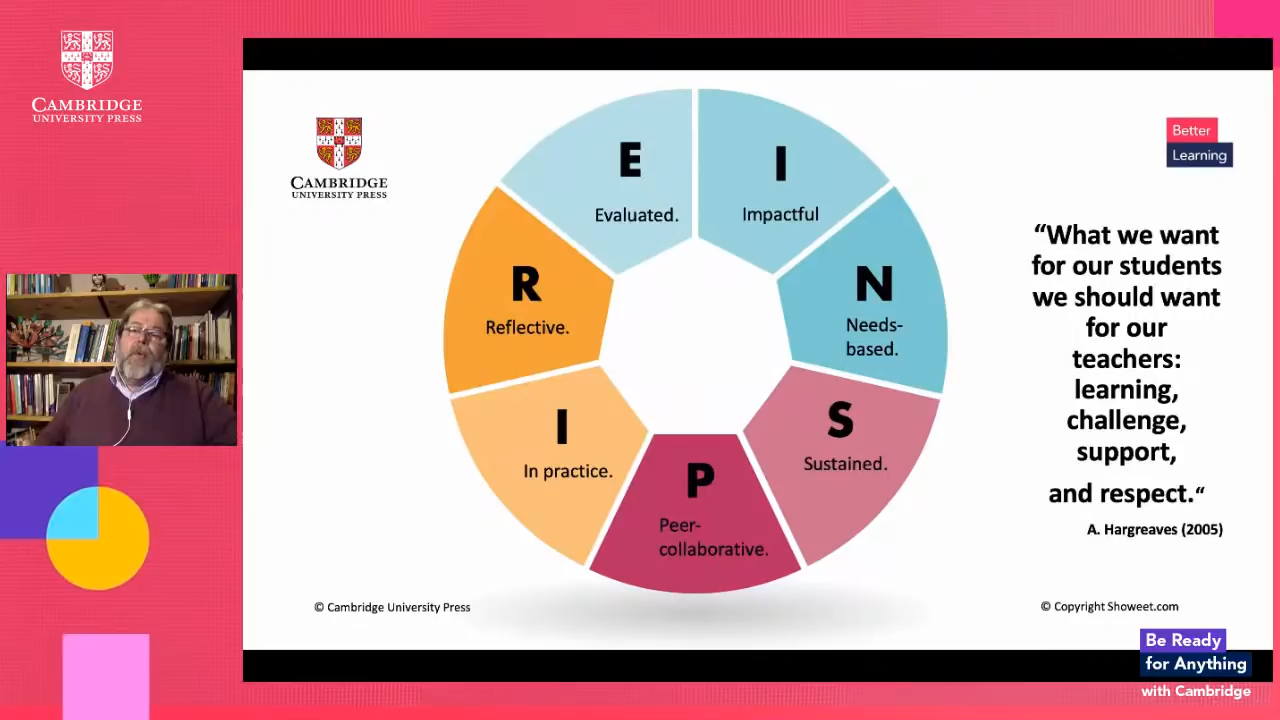 CAMBRIDGE
UNIVERSITY PRESS
CAMBRIDGE
UNIVERSITY PRESS
Better
Learning
E
Evaluated.
I
Impactful
N
Needs-
based.
S
Sustained.
P
Peer-
collaborative.
I
In practice.
R
Reflective.
“What we want
for our students
we should want
for our
teachers:
learning,
challenge,
support,
and respect.“
A. Hargreaves (2005)
© Cambridge University Press
© Copyright Showeet.com
Be Ready
for Anything
with Cambridge